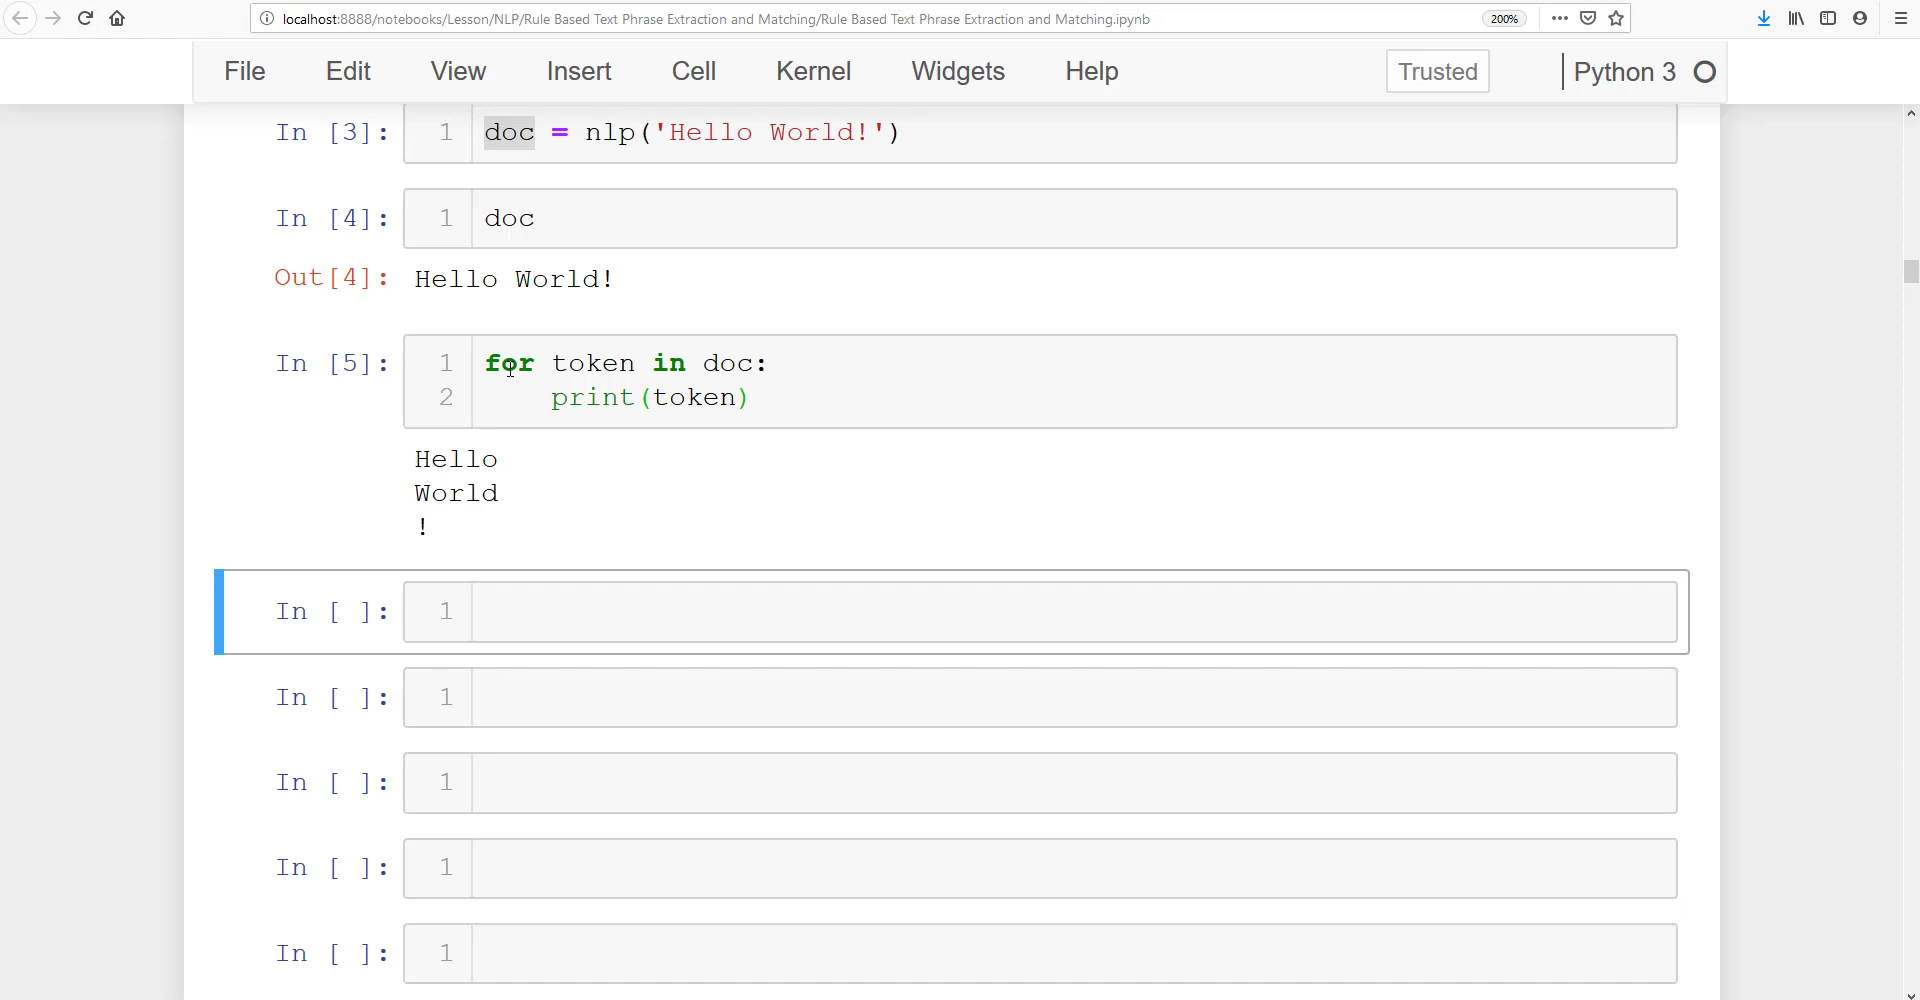 localhost:8888/notebooks/Lesson/NLP/Rule Based Text Phrase Extraction and Matching/Rule Based Text Phrase Extraction and Matching.ipynb 200%
File Edit View Insert Cell Kernel Widgets Help Trusted Python 3
In [3]: 1 doc = nlp('Hello World!')
In [4]: 1 doc
Out[4]: Hello World!
In [5]: 1 for token in doc:
2 print(token)
Hello
World
!
In [ ]: 1
In [ ]: 1
In [ ]: 1
In [ ]: 1
In [ ]: 1